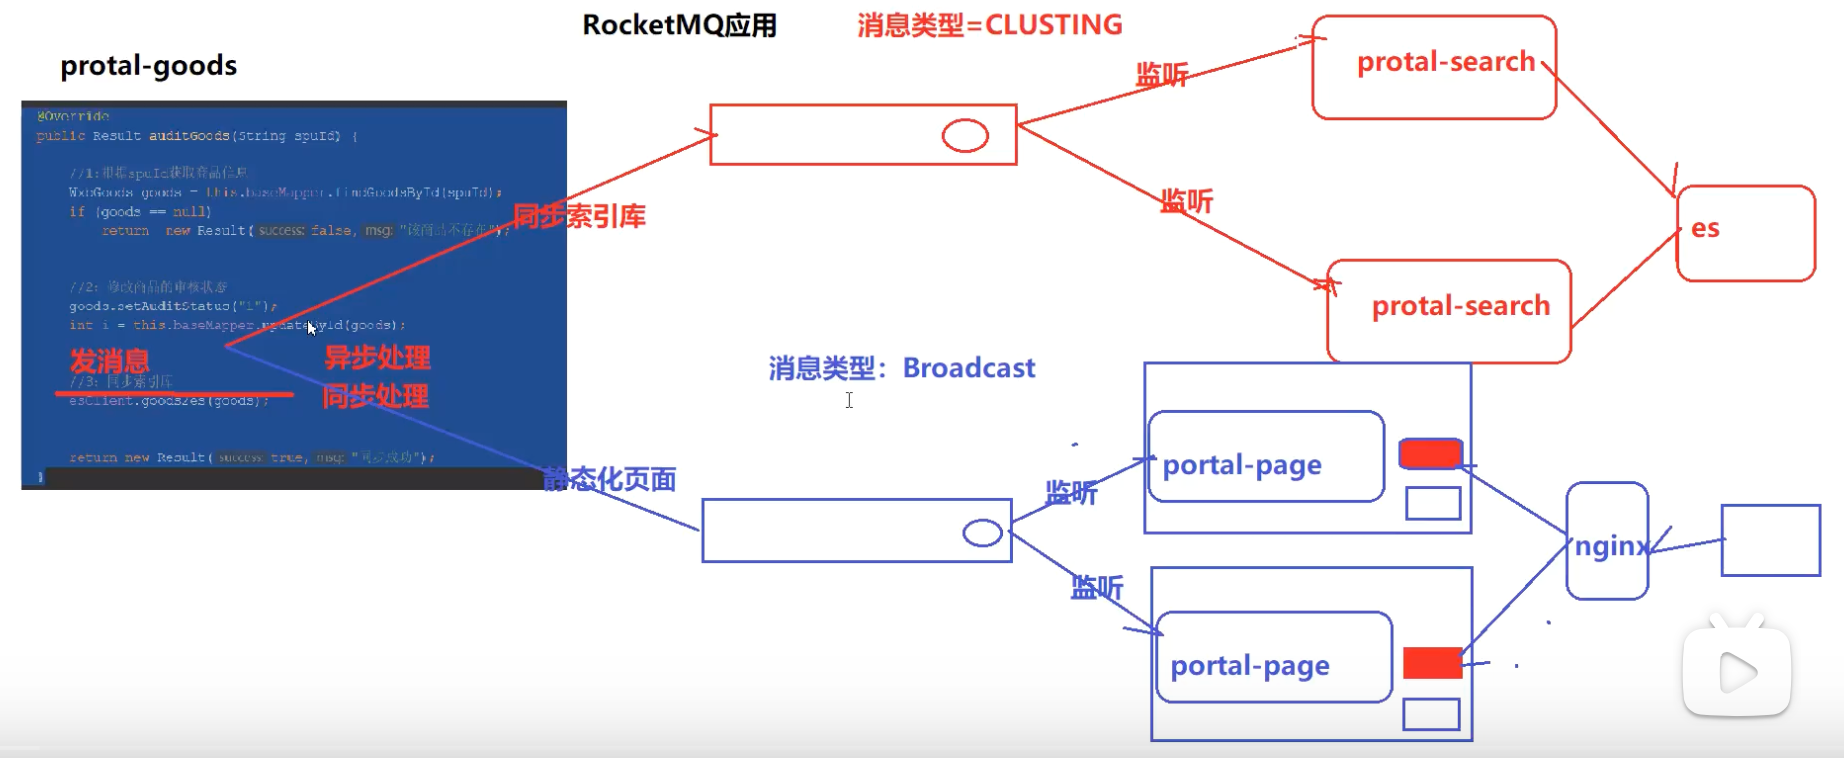 RocketMQ应用
消息类型=CLUSTING
protal-goods
@Override
public Result auditGoods(String spuId) {
//1:根据spuId获取商品信息
WxbGoods goods = this.baseMapper.findGoodsById(spuId);
if (goods == null)
return new Result( success: false, msg: "该商品不存在");
//2: 修改商品的审核状态
goods.setAuditStatus("1");
int i = this.baseMapper.updateById(goods);
发消息
异步处理
//3: 同步索引库
同步处理
esClient.goods2es(goods);
return new Result( success: true, msg: "同步成功");
}
同步索引库
监听
protal-search
监听
protal-search
es
消息类型：Broadcast
静态化页面
监听
portal-page
监听
portal-page
nginx